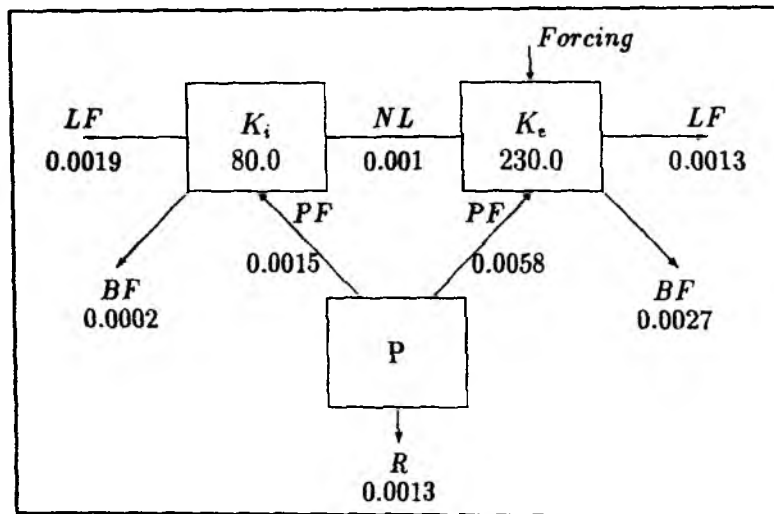 Forcing
LF
0.0019
K_i
80.0
NL
0.001
K_e
230.0
LF
0.0013
PF
0.0015
PF
0.0058
BF
0.0002
BF
0.0027
P
R
0.0013